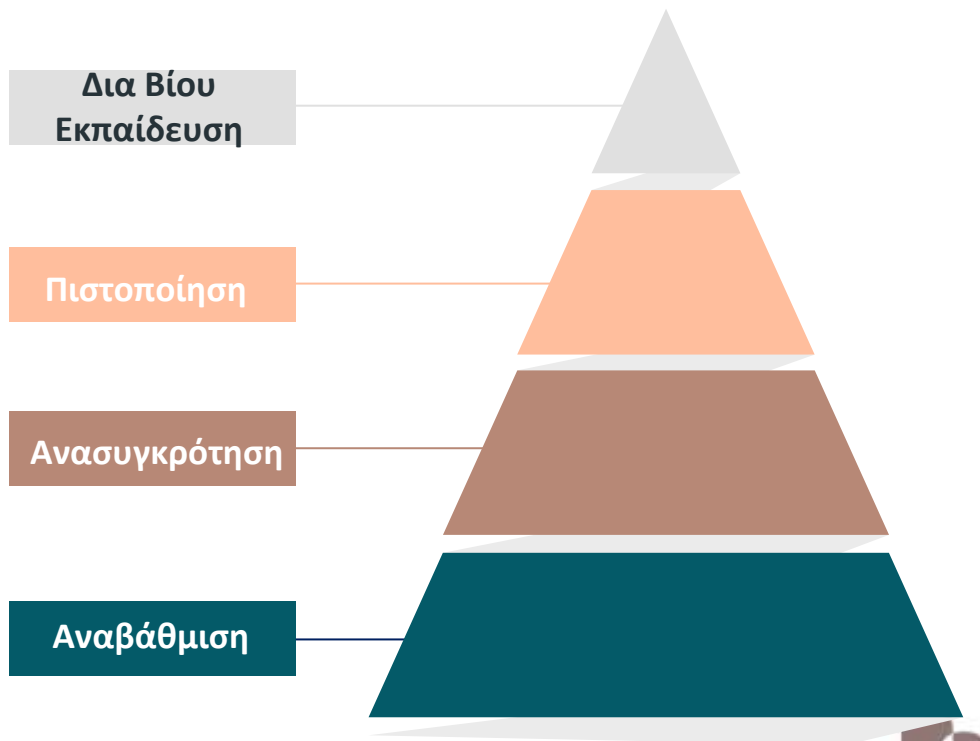 Δια Βίου
Εκπαίδευση
Πιστοποίηση
Ανασυγκρότηση
Αναβάθμιση